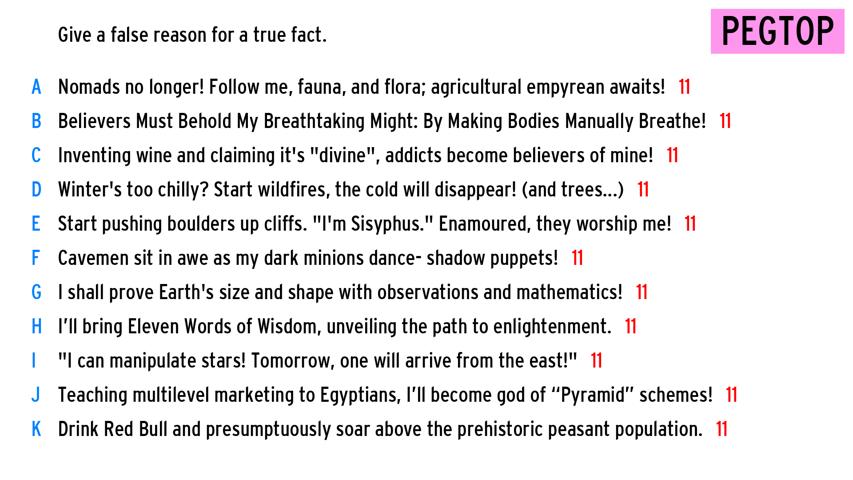 Give a false reason for a true fact.
PEGTOP
A Nomads no longer! Follow me, fauna, and flora; agricultural empyrean awaits! 11
B Believers Must Behold My Breathtaking Might: By Making Bodies Manually Breathe! 11
C Inventing wine and claiming it's "divine", addicts become believers of mine! 11
D Winter's too chilly? Start wildfires, the cold will disappear! (and trees...) 11
E Start pushing boulders up cliffs. "I'm Sisyphus." Enamoured, they worship me! 11
F Cavemen sit in awe as my dark minions dance- shadow puppets! 11
G I shall prove Earth's size and shape with observations and mathematics! 11
H I’ll bring Eleven Words of Wisdom, unveiling the path to enlightenment. 11
I "I can manipulate stars! Tomorrow, one will arrive from the east!" 11
J Teaching multilevel marketing to Egyptians, I’ll become god of “Pyramid” schemes! 11
K Drink Red Bull and presumptuously soar above the prehistoric peasant population. 11